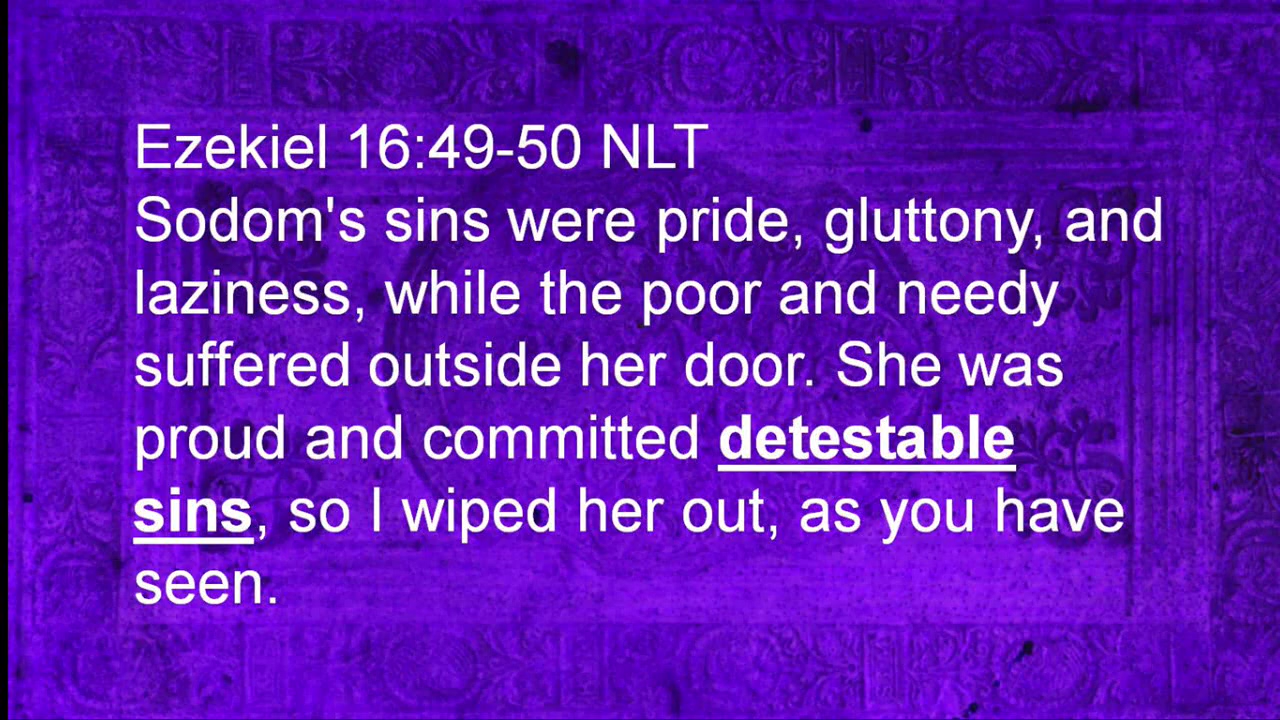 Ezekiel 16:49-50 NLT
Sodom's sins were pride, gluttony, and
laziness, while the poor and needy
suffered outside her door. She was
proud and committed detestable
sins, so I wiped her out, as you have
seen.